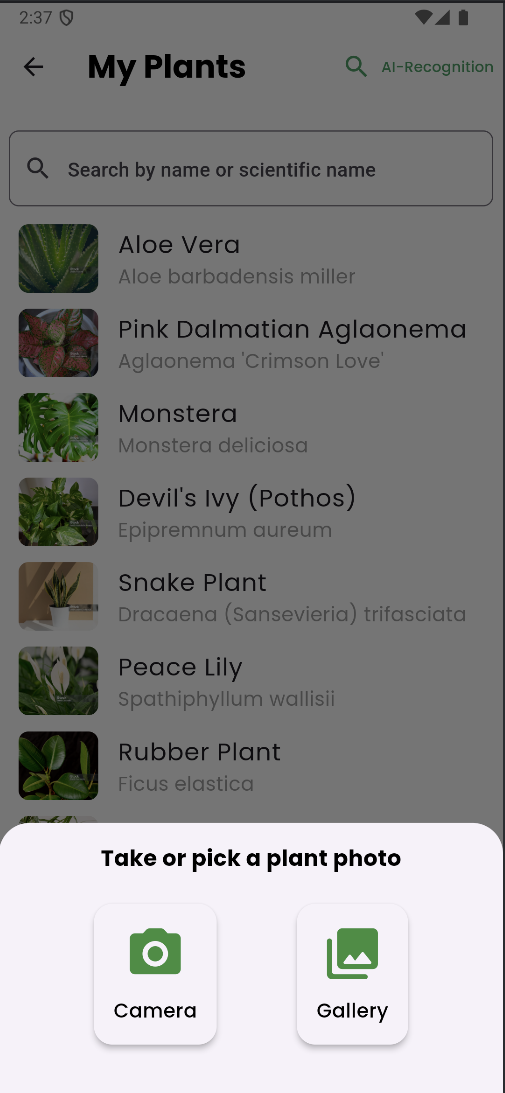 2:37
My Plants
AI-Recognition
Search by name or scientific name
Aloe Vera
Aloe barbadensis miller
Pink Dalmatian Aglaonema
Aglaonema 'Crimson Love'
Monstera
Monstera deliciosa
Devil's Ivy (Pothos)
Epipremnum aureum
Snake Plant
Dracaena (Sansevieria) trifasciata
Peace Lily
Spathiphyllum wallisii
Rubber Plant
Ficus elastica
Take or pick a plant photo
Camera
Gallery